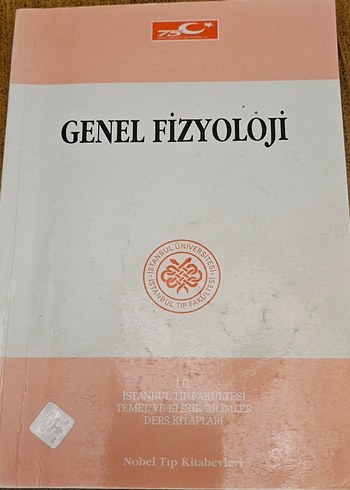 75
GENEL FİZYOLOJİ
İSTANBUL ÜNİVERSİTESİ
İSTANBUL TIP FAKÜLTESİ
İ.Ü.
İSTANBUL TIP FAKÜLTESİ
TEMEL VE KLİNİK BİLİMLER
DERS KİTAPLARI
Nobel Tıp Kitabevleri